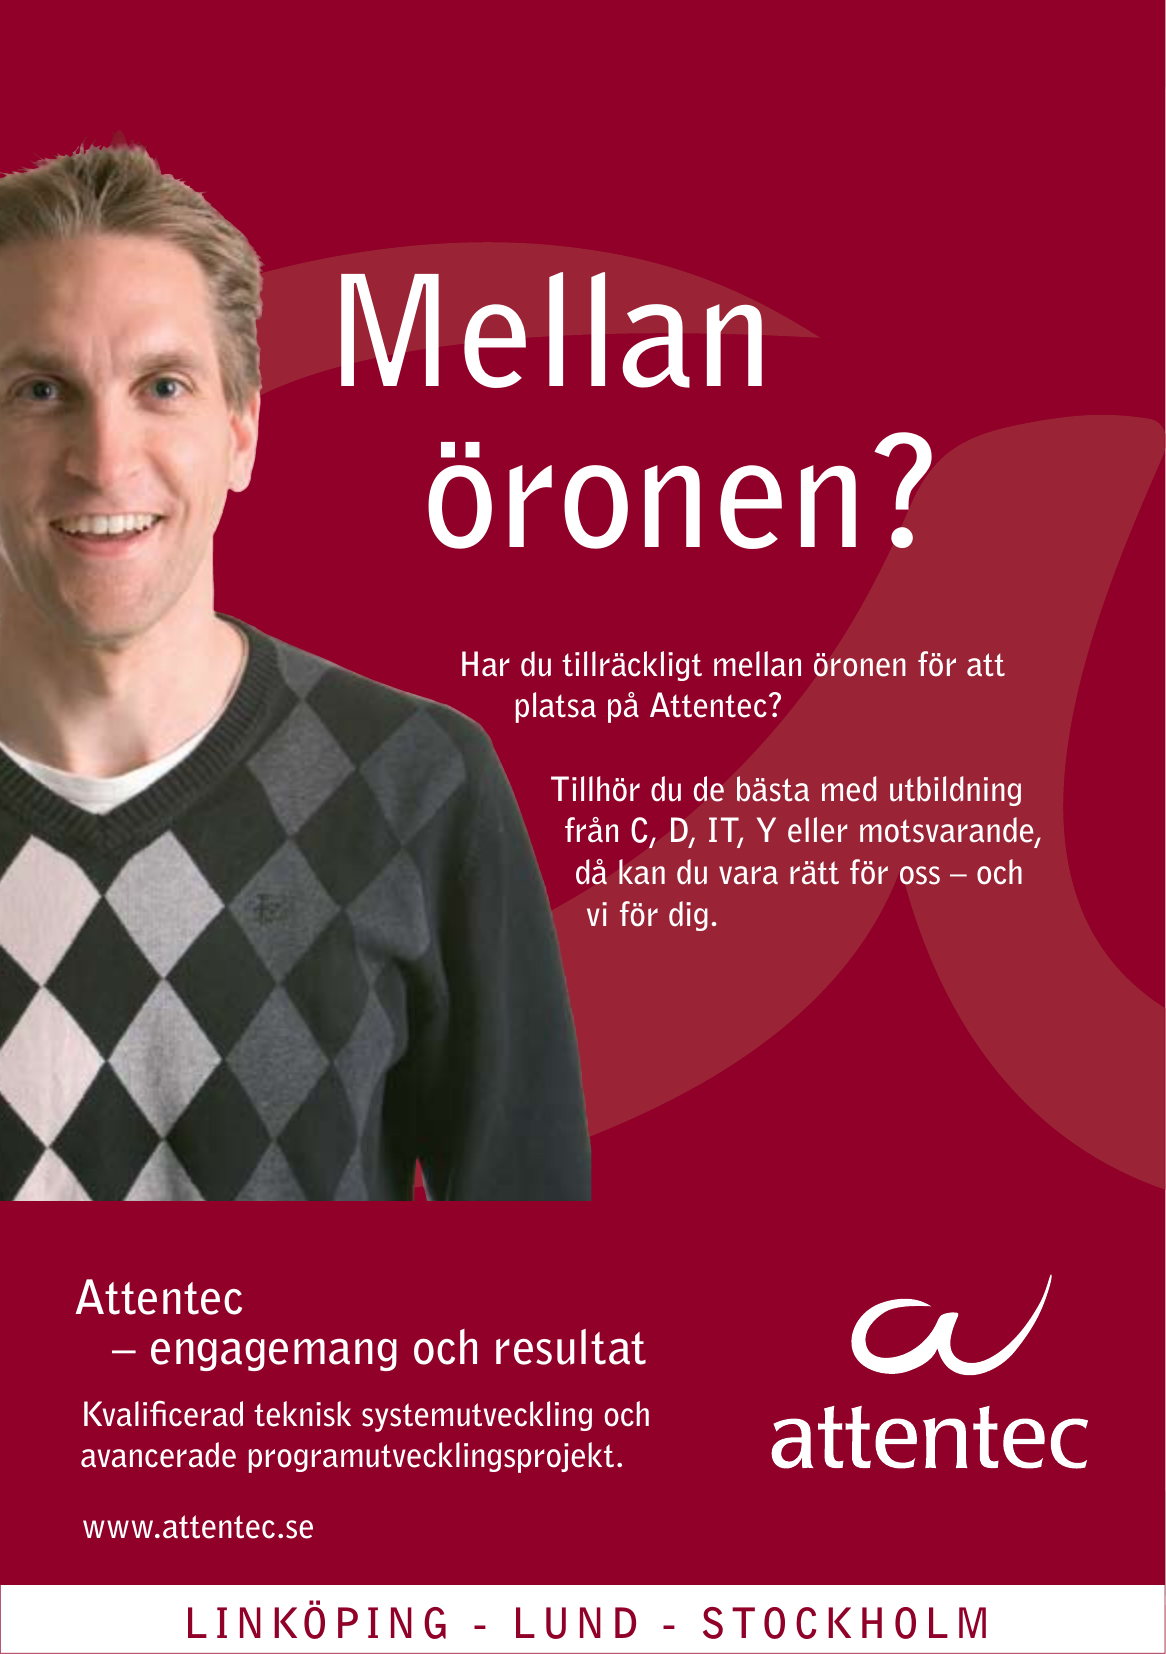 Mellan
öronen?
Har du tillräckligt mellan öronen för att
platsa på Attentec?
Tillhör du de bästa med utbildning
från C, D, IT, Y eller motsvarande,
då kan du vara rätt för oss – och
vi för dig.
Attentec
– engagemang och resultat
Kvalificerad teknisk systemutveckling och
avancerade programutvecklingsprojekt.
www.attentec.se
attentec
LINKÖPING - LUND - STOCKHOLM